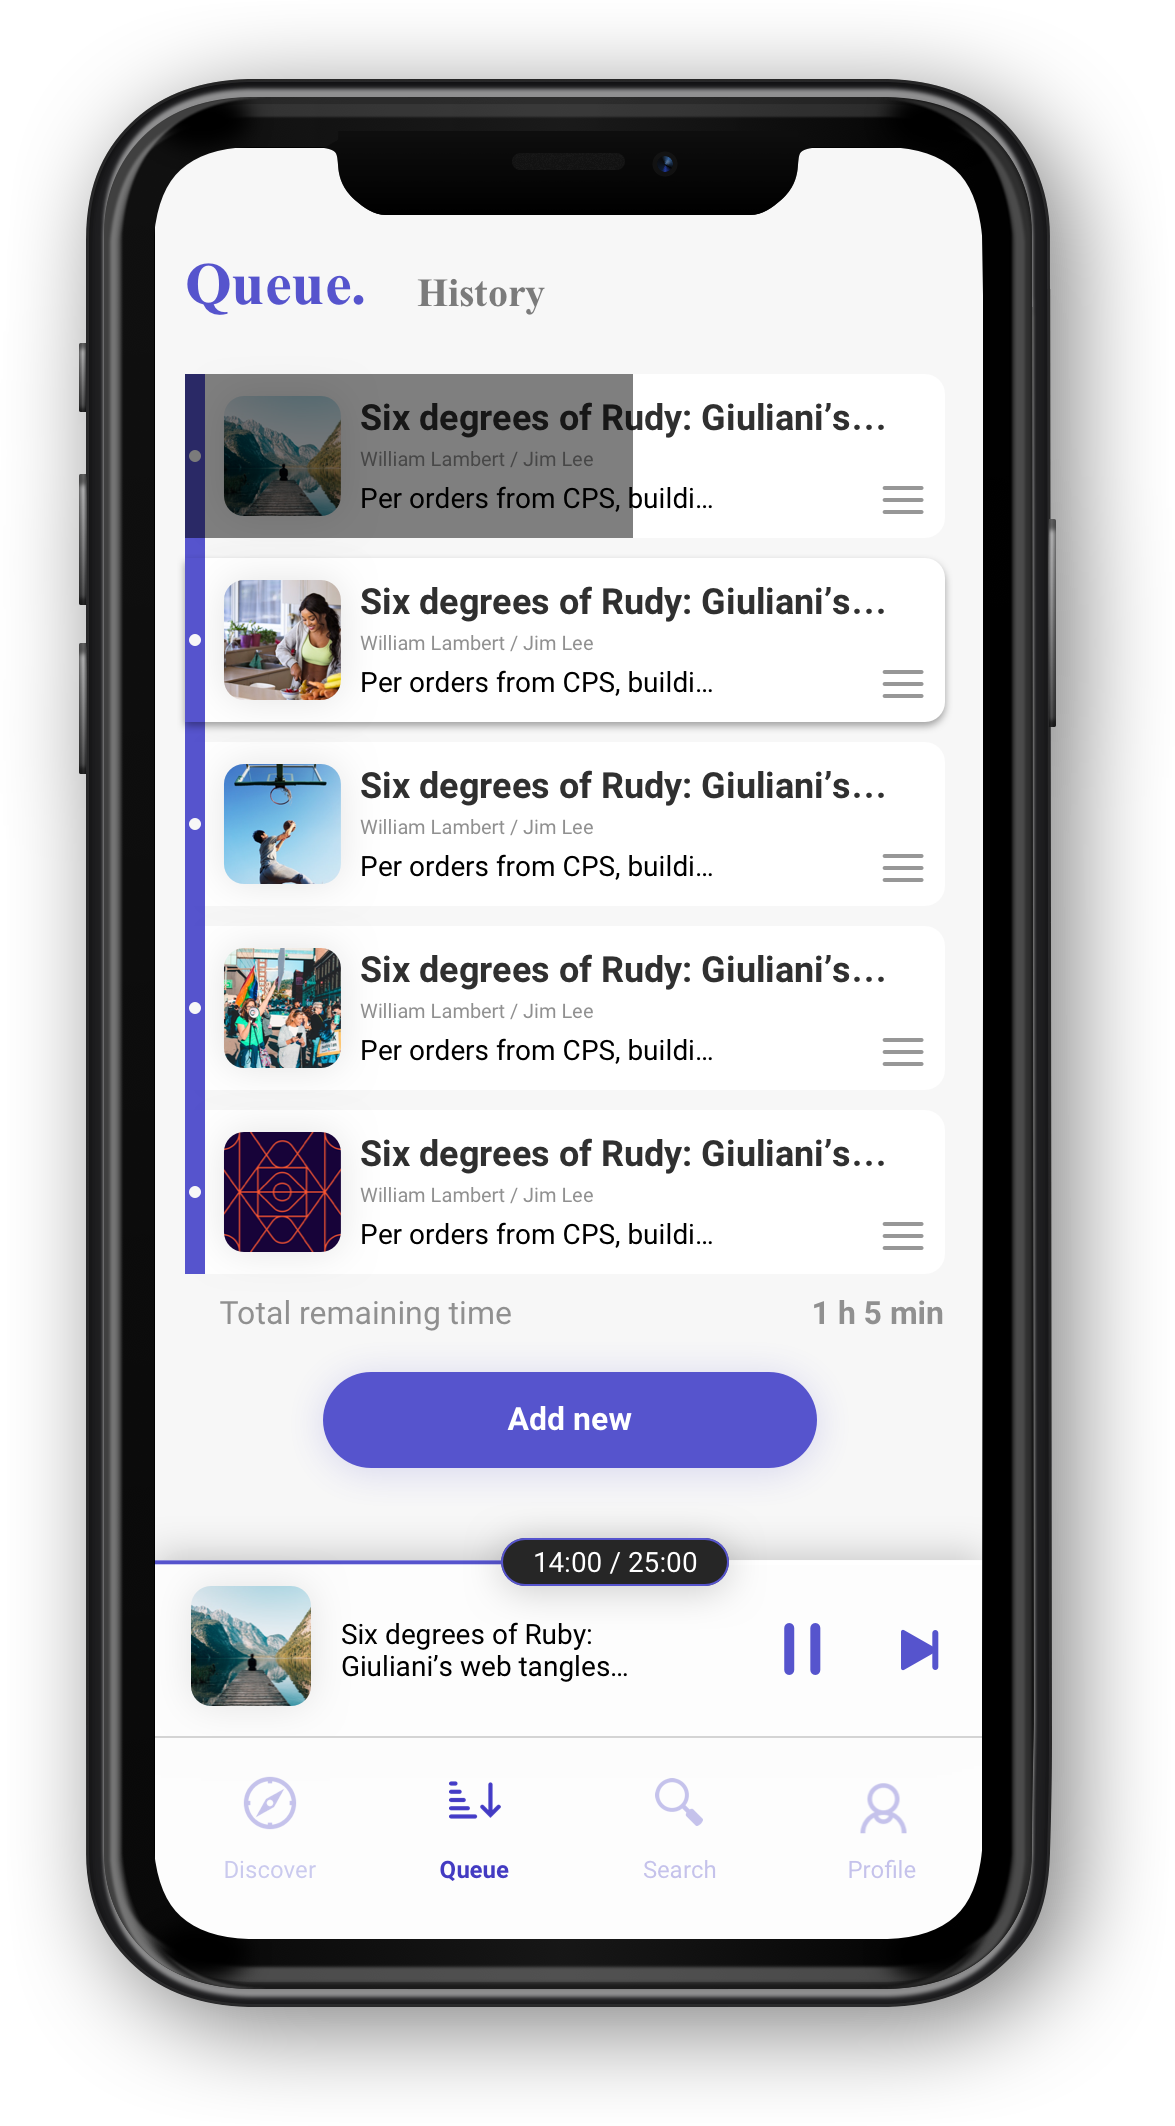 Queue. History
Six degrees of Rudy: Giuliani’s...
William Lambert / Jim Lee
Per orders from CPS, buildi...
Six degrees of Rudy: Giuliani’s...
William Lambert / Jim Lee
Per orders from CPS, buildi...
Six degrees of Rudy: Giuliani’s...
William Lambert / Jim Lee
Per orders from CPS, buildi...
Six degrees of Rudy: Giuliani’s...
William Lambert / Jim Lee
Per orders from CPS, buildi...
Six degrees of Rudy: Giuliani’s...
William Lambert / Jim Lee
Per orders from CPS, buildi...
Total remaining time 1 h 5 min
Add new
14:00 / 25:00
Six degrees of Ruby:
Giuliani’s web tangles...
Discover Queue Search Profile